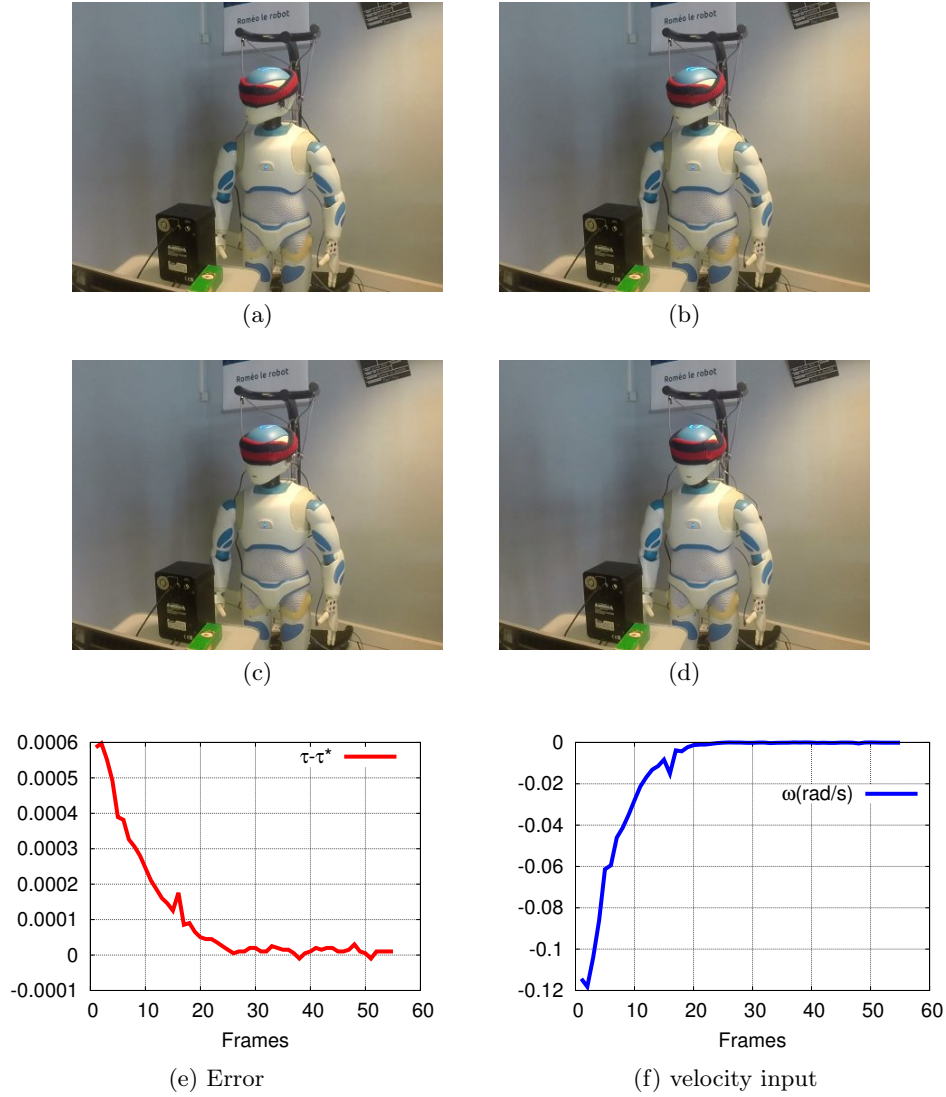 Roméo le robot
Roméo le robot
(a)
(b)
Roméo le robot
Roméo le robot
(c)
(d)
0.0006
0.0005
0.0004
0.0003
0.0002
0.0001
0
-0.0001
τ-τ*
0 10 20 30 40 50 60
Frames
(e) Error
0
-0.02
-0.04
-0.06
-0.08
-0.1
-0.12
ω(rad/s)
0 10 20 30 40 50 60
Frames
(f) velocity input